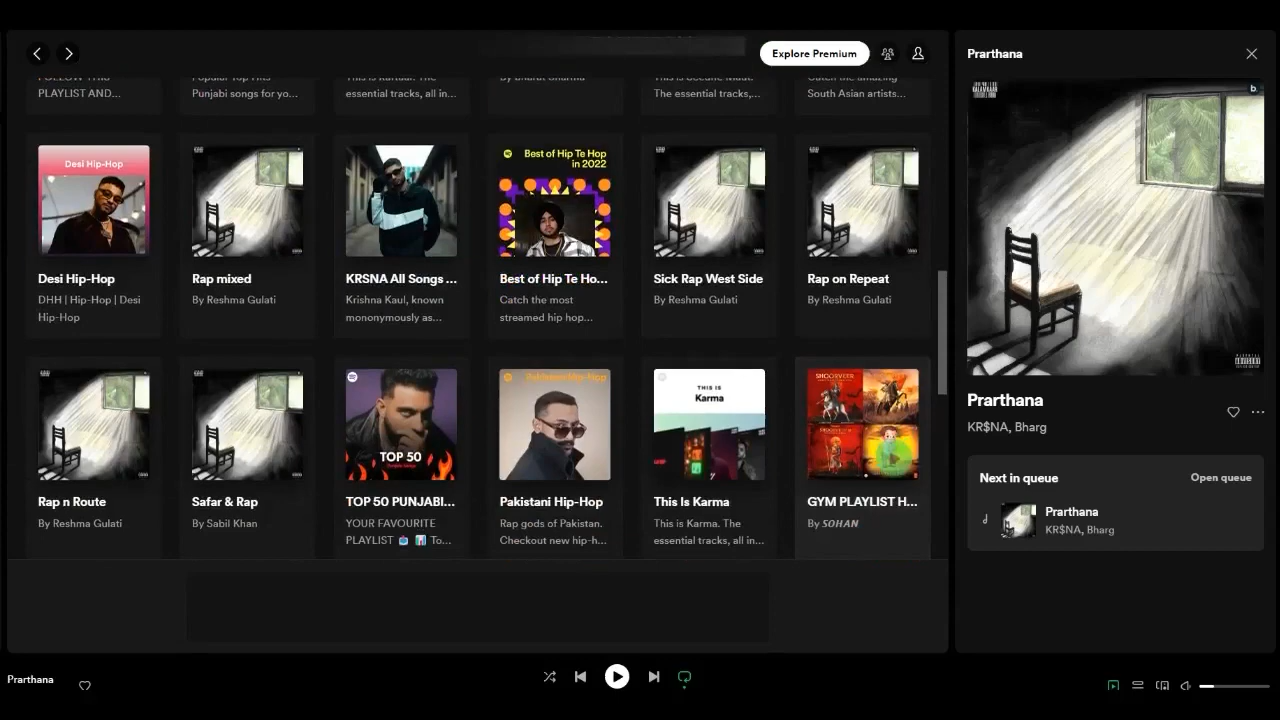 Explore Premium
Prarthana
FOLLOW THIS
PLAYLIST AND...
Popular Top Hits
Punjabi songs for yo...
This is KaRaa!. The
essential tracks, all in...
By Bharat Sharma
This is Seedhe Maut.
The essential tracks,...
Catch the amazing
South Asian artists...
Desi Hip-Hop
Best of Hip Te Hop
in 2022
KALAMKAAR
b.
Desi Hip-Hop
DHH | Hip-Hop | Desi
Hip-Hop
Rap mixed
By Reshma Gulati
KRSNA All Songs ...
Krishna Kaul, known
mononymously as...
Best of Hip Te Ho...
Catch the most
streamed hip hop...
Sick Rap West Side
By Reshma Gulati
Rap on Repeat
By Reshma Gulati
TOP 50
Pakistani Hip-Hop
THIS IS
Karma
SHOORVEER
Rap n Route
By Reshma Gulati
Safar & Rap
By Sabil Khan
TOP 50 PUNJABI...
YOUR FAVOURITE
PLAYLIST 📥 📊 To...
Pakistani Hip-Hop
Rap gods of Pakistan.
Checkout new hip-h...
This Is Karma
This is Karma. The
essential tracks, all in...
GYM PLAYLIST H...
By SOHAN
Prarthana
KR$NA, Bharg
Next in queue
Open queue
Prarthana
KR$NA, Bharg
Prarthana